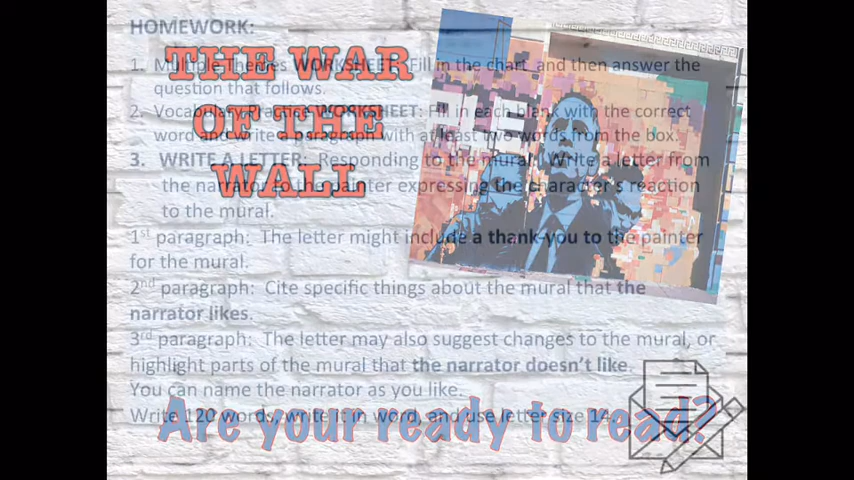 HOMEWORK:
THE WAR
OF THE
WALL
1. Multiple Themes WORKSHEET: Fill in the chart, and then answer the
question that follows.
2. Vocabulary Practice WORKSHEET: Fill in each blank with the correct
word and write a paragraph with at least two words from the box.
3. WRITE A LETTER: Responding to the mural: Write a letter from
the narrator to the painter expressing the character's reaction
to the mural.
1st paragraph: The letter might include a thank-you to the painter
for the mural.
2nd paragraph: Cite specific things about the mural that the
narrator likes.
3rd paragraph: The letter may also suggest changes to the mural, or
highlight parts of the mural that the narrator doesn't like.
You can name the narrator as you like.
Write 120 words, write it in word, and use letter size 14.
Are your ready to read?